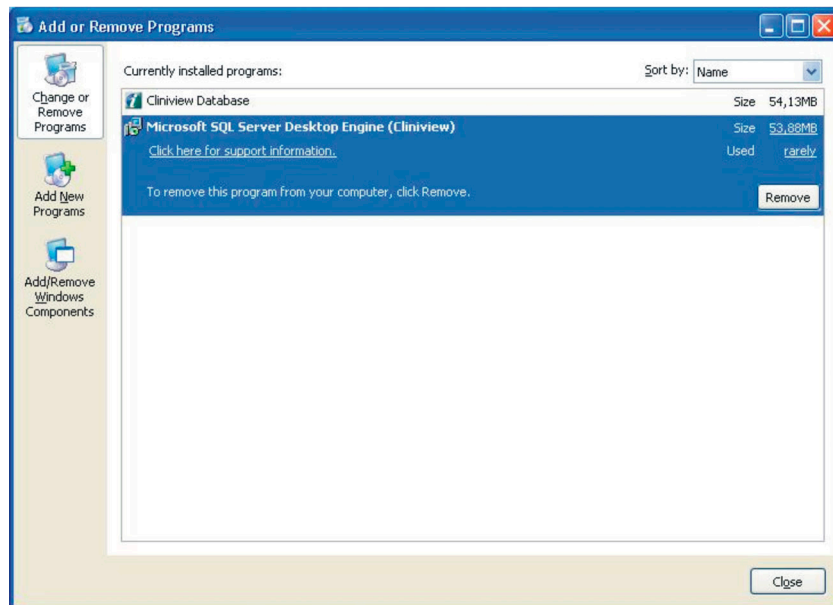 Add or Remove Programs
Change or
Remove
Programs
Add New
Programs
Add/Remove
Windows
Components
Currently installed programs:
Sort by: Name
Cliniview Database Size 54,13MB
Microsoft SQL Server Desktop Engine (Cliniview) Size 53,88MB
Click here for support information. Used rarely
To remove this program from your computer, click Remove. Remove
Close